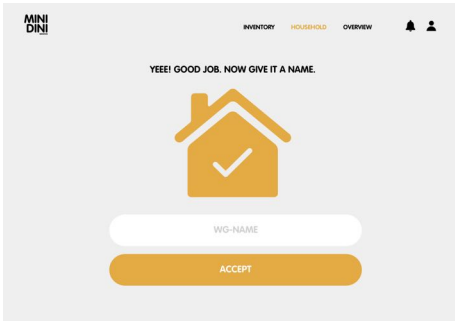 MINI
DINI
INVENTORY HOUSEHOLD OVERVIEW
YEEE! GOOD JOB. NOW GIVE IT A NAME.
WG-NAME
ACCEPT